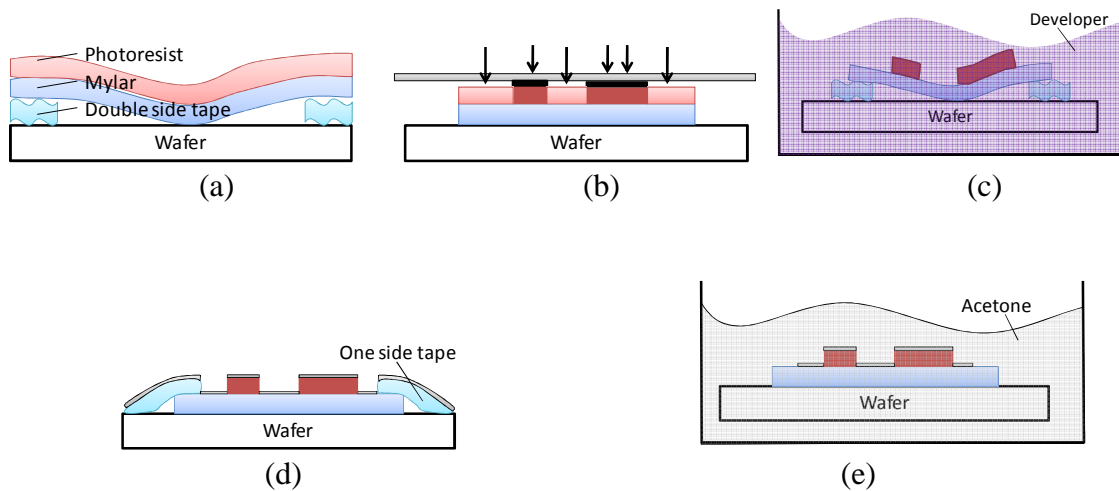 Photoresist
Mylar
Double side tape
Wafer
(a)
Wafer
(b)
Developer
Wafer
(c)
One side tape
Wafer
(d)
Acetone
Wafer
(e)